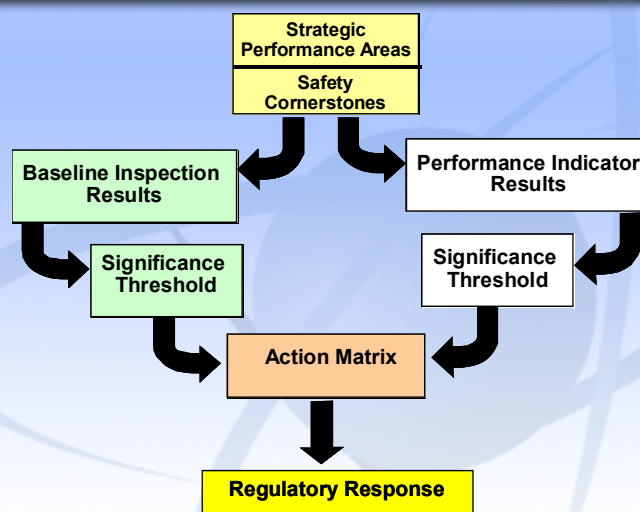 Strategic
Performance Areas
Safety
Cornerstones
Baseline Inspection
Results
Performance Indicator
Results
Significance
Threshold
Significance
Threshold
Action Matrix
Regulatory Response